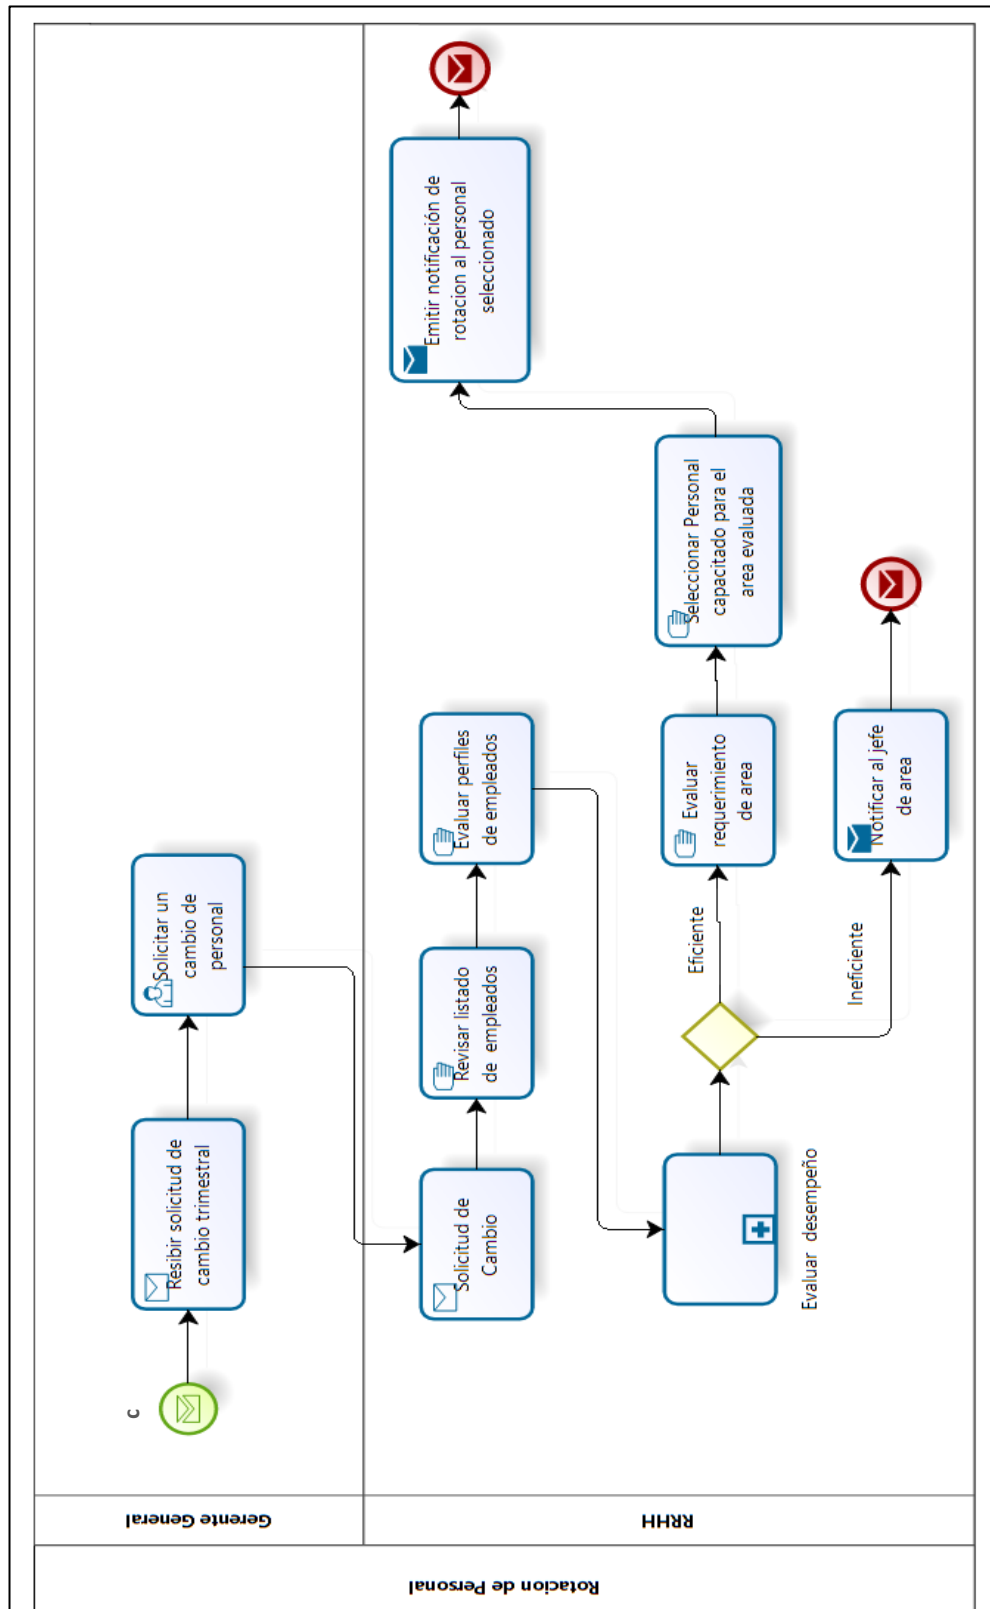 Rotacion de Personal
Gerente General
C
Resibir solicitud de
cambio trimestral
Solicitar un
cambio de
personal
RRHH
Solicitud de
Cambio
Revisar listado
de empleados
Evaluar perfiles
de empleados
Evaluar desempeño
Eficiente
Ineficiente
Evaluar
requerimiento
de area
Seleccionar Personal
capacitado para el
area evaluada
Emitir notificación de
rotacion al personal
seleccionado
Notificar al jefe
de area